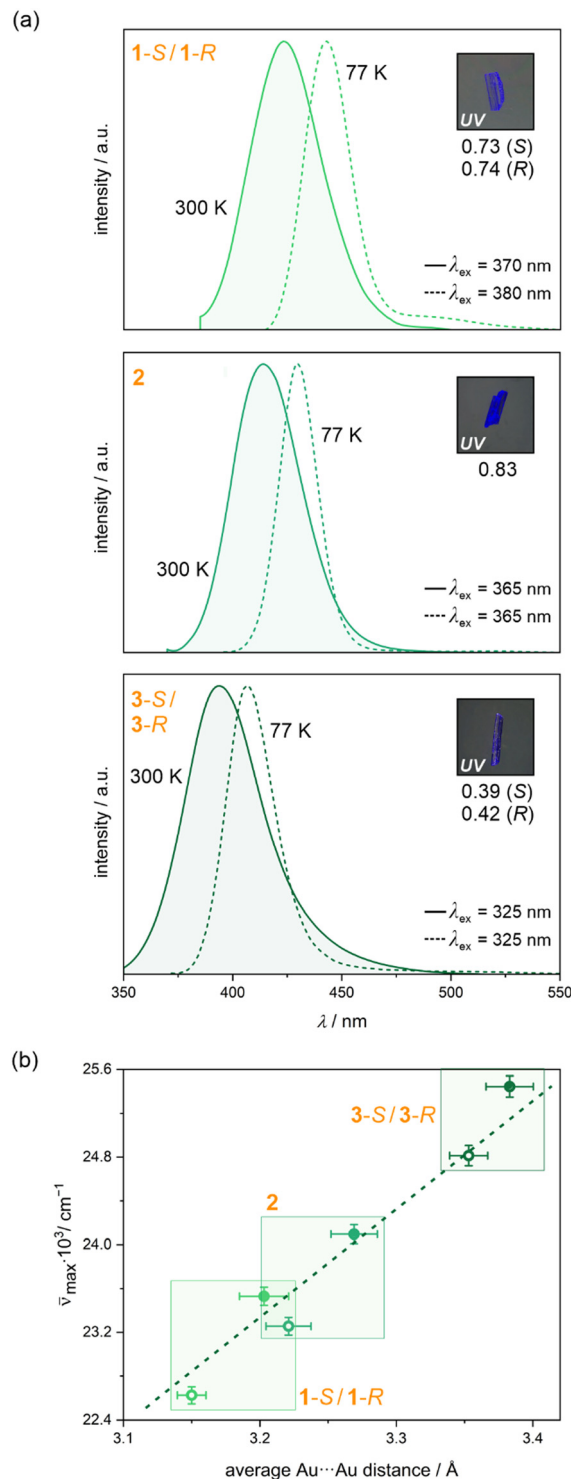 (a)
1-S/1-R
77 K
300 K
UV
0.73 (S)
0.74 (R)
λex = 370 nm
λex = 380 nm
intensity / a.u.
2
77 K
300 K
UV
0.83
λex = 365 nm
λex = 365 nm
intensity / a.u.
3-S/
3-R
77 K
300 K
UV
0.39 (S)
0.42 (R)
λex = 325 nm
λex = 325 nm
intensity / a.u.
350 400 450 500 550
λ / nm
(b)
25.6
24.8
24.0
23.2
22.4
ν̄max·10³/ cm⁻¹
3-S/3-R
2
1-S/1-R
3.1 3.2 3.3 3.4
average Au···Au distance / Å